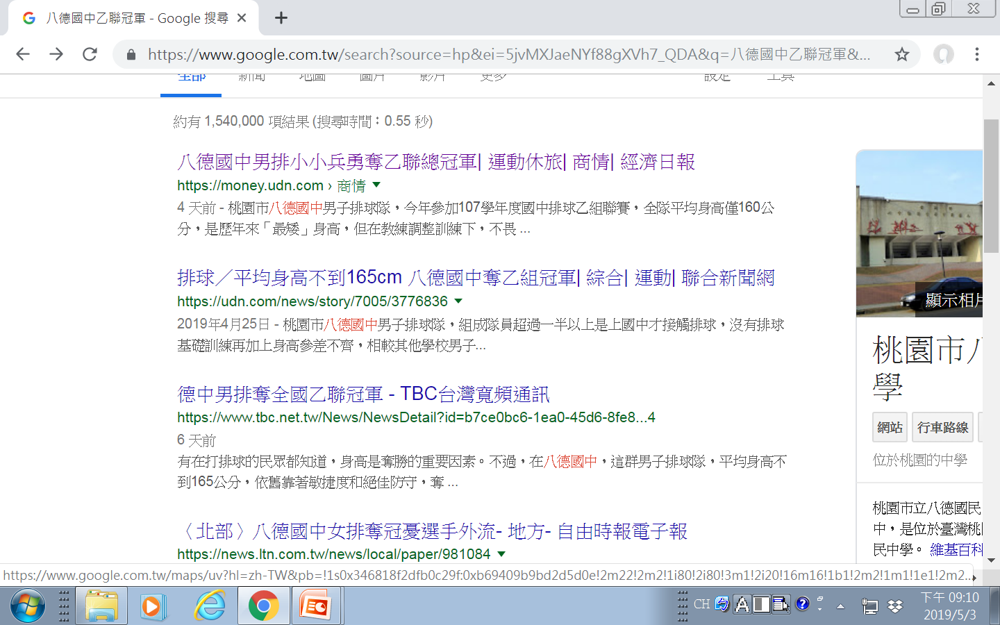 八德國中乙聯冠軍 - Google 搜尋
https://www.google.com.tw/search?source=hp&ei=5jvMXJaeNYf88gXVh7_QDA&q=八德國中乙聯冠軍&...
全部 新聞 地圖 圖片 影片 更多 設定 工具
約有 1,540,000 項結果 (搜尋時間：0.55 秒)
八德國中男排小小兵勇奪乙聯總冠軍| 運動休旅| 商情| 經濟日報
https://money.udn.com › 商情
4 天前 - 桃園市八德國中男子排球隊，今年參加107學年度國中排球乙組聯賽，全隊平均身高僅160公
分，是歷年來「最矮」身高，但在教練調整訓練下，不畏 ...
排球／平均身高不到165cm 八德國中奪乙組冠軍| 綜合| 運動| 聯合新聞網
https://udn.com/news/story/7005/3776836
2019年4月25日 - 桃園市八德國中男子排球隊，組成隊員超過一半以上是上國中才接觸排球，沒有排球
基礎訓練再加上身高參差不齊，相較其他學校男子...
德中男排奪全國乙聯冠軍 - TBC台灣寬頻通訊
https://www.tbc.net.tw/News/NewsDetail?id=b7ce0bc6-1ea0-45d6-8fe8...4
6 天前
有在打排球的民眾都知道，身高是奪勝的重要因素。不過，在八德國中，這群男子排球隊，平均身高不
到165公分，依舊靠著敏捷度和絕佳防守，奪 ...
〈北部〉八德國中女排奪冠憂選手外流- 地方- 自由時報電子報
https://news.ltn.com.tw/news/local/paper/981084
顯示相片
桃園市八
學
網站 行車路線
位於桃園的中學
桃園市立八德國民
中，是位於臺灣桃園
民中學。 維基百科
https://www.google.com.tw/maps/uv?hl=zh-TW&pb=!1s0x346818f2dfb0c29f:0xb69409b9bd2d5d0e!2m22!2m2!1i80!2i80!3m1!2i20!16m16!1b1!2m2!1m1!1e1!2m2...
CH A
下午 09:10
2019/5/3